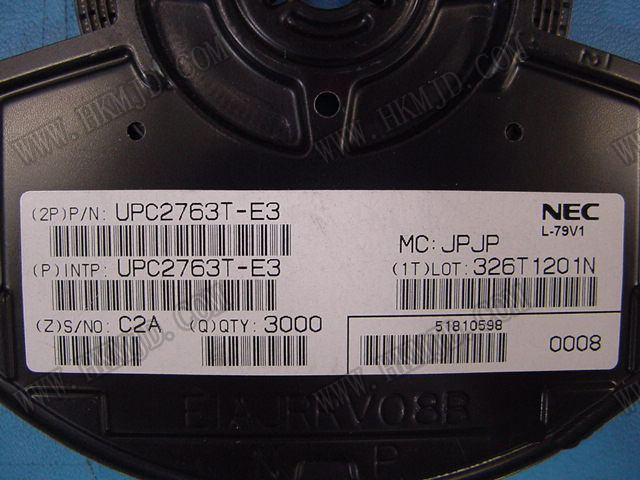 WWW.HKMJD.COM
(2P)P/N: UPC2763T-E3
NEC
L-79V1
MC: JPJP
(P)INTP: UPC2763T-E3
(1T)LOT: 326T1201N
(Z)S/NO: C2A (Q)QTY: 3000
51810598
0008
EIAJRRV08B
P